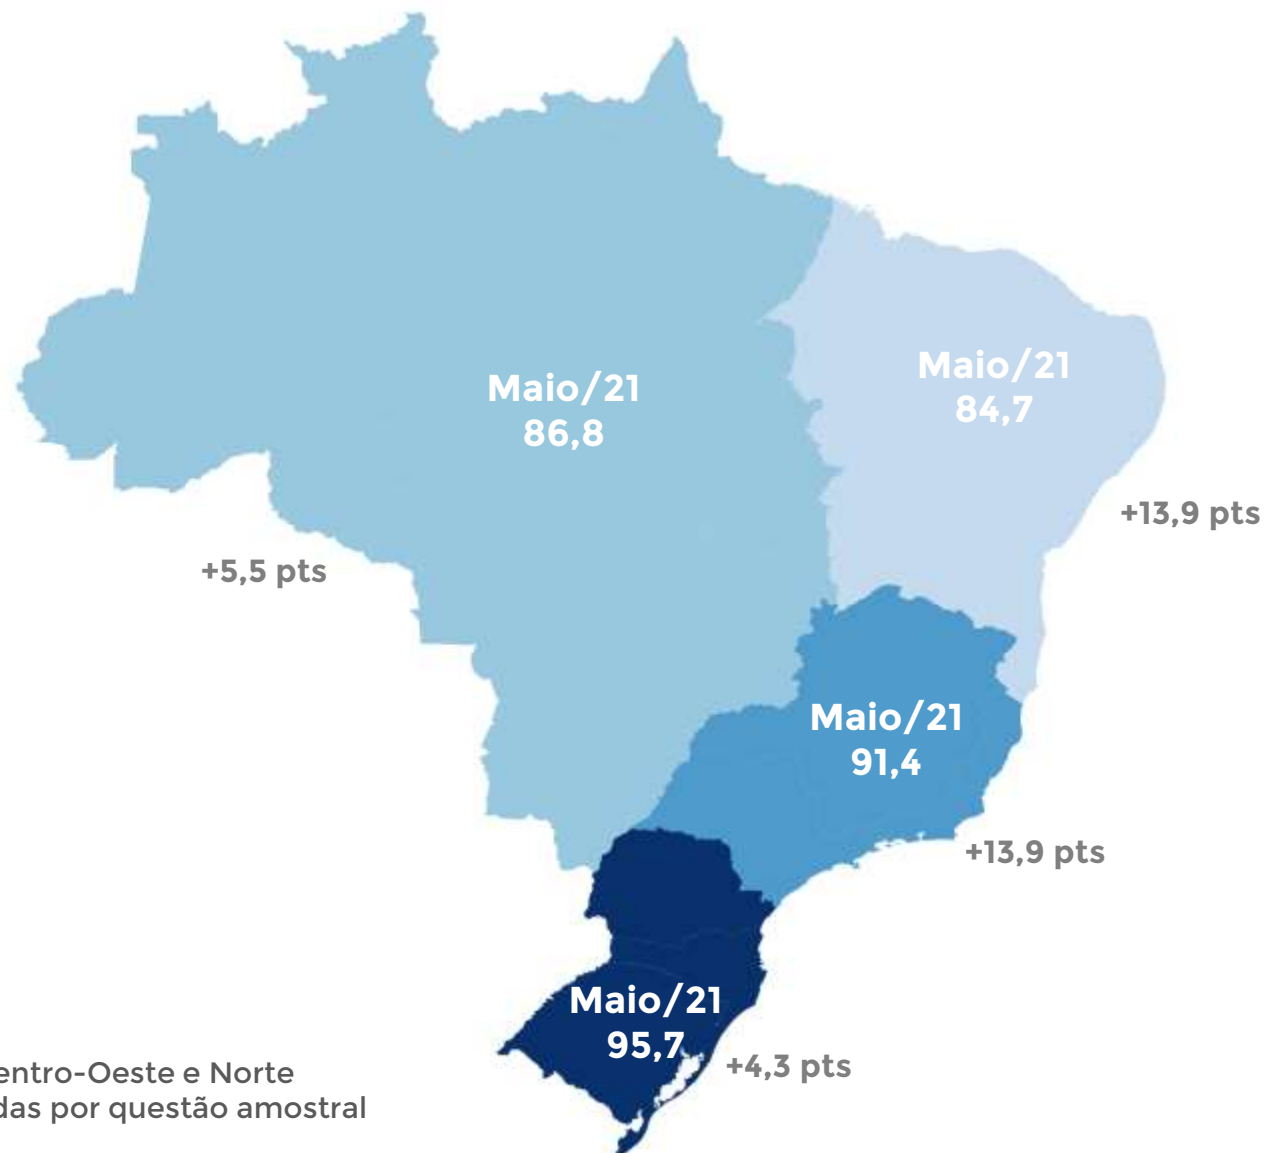 Maio/21
86,8
Maio/21
84,7
+13,9 pts
+5,5 pts
Maio/21
91,4
+13,9 pts
Maio/21
95,7
+4,3 pts
entro-Oeste e Norte
das por questão amostral